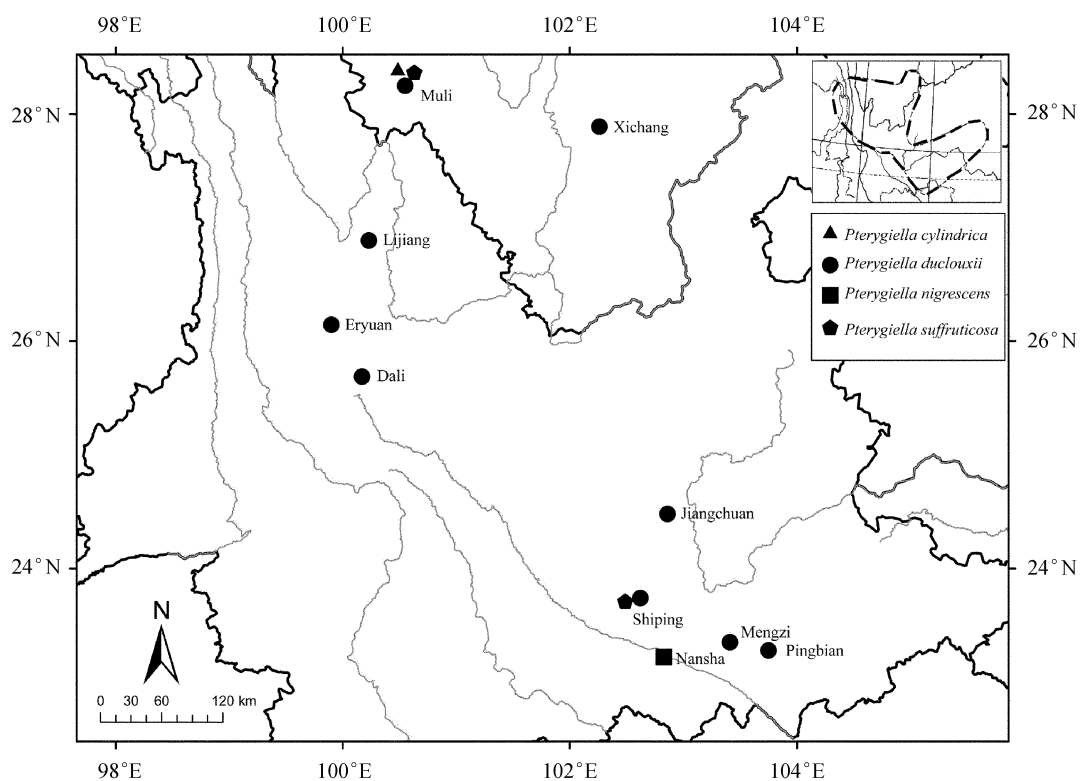 98°E 100°E 102°E 104°E
28°N 28°N
Muli
Xichang
Pterygiella cylindrica
Pterygiella duclouxii
Pterygiella nigrescens
Pterygiella suffruticosa
Lijiang
Eryuan
26°N 26°N
Dali
Jiangchuan
24°N 24°N
Shiping
Mengzi
Pingbian
Nansha
N
0 30 60 120 km
98°E 100°E 102°E 104°E